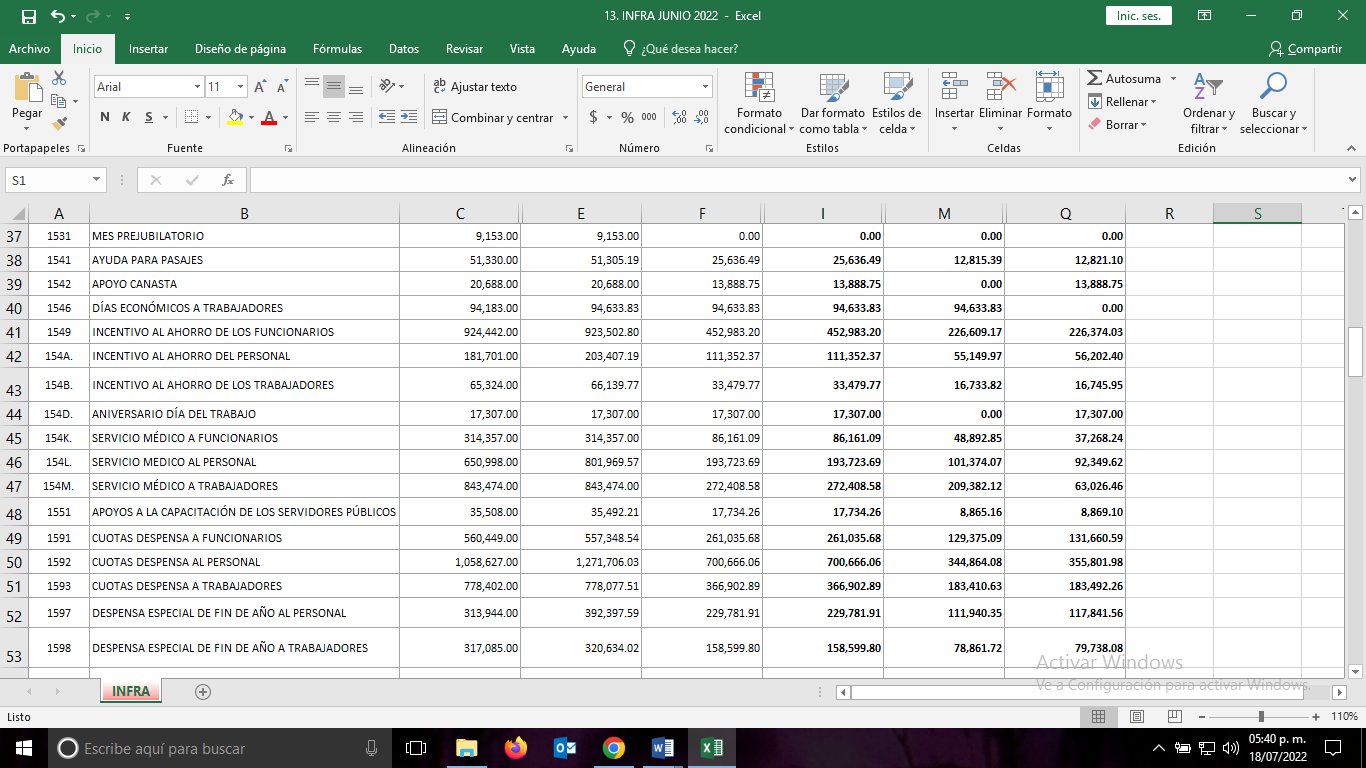 13. INFRA JUNIO 2022 - Excel
Inic. ses.
Archivo Inicio Insertar Diseño de página Fórmulas Datos Revisar Vista Ayuda ¿Qué desea hacer? Compartir
Pegar
Arial 11
N K S
Ajustar texto
Combinar y centrar
General
$ % 000
Formato condicional
Dar formato como tabla
Estilos de celda
Insertar Eliminar Formato
Autosuma
Rellenar
Borrar
Ordenar y filtrar
Buscar y seleccionar
Portapapeles Fuente Alineación Número Estilos Celdas Edición
S1 fx
A B C E F I M Q R S
37 1531 MES PREJUBILATORIO 9,153.00 9,153.00 0.00 0.00 0.00 0.00
38 1541 AYUDA PARA PASAJES 51,330.00 51,305.19 25,636.49 25,636.49 12,815.39 12,821.10
39 1542 APOYO CANASTA 20,688.00 20,688.00 13,888.75 13,888.75 0.00 13,888.75
40 1546 DÍAS ECONÓMICOS A TRABAJADORES 94,183.00 94,633.83 94,633.83 94,633.83 94,633.83 0.00
41 1549 INCENTIVO AL AHORRO DE LOS FUNCIONARIOS 924,442.00 923,502.80 452,983.20 452,983.20 226,609.17 226,374.03
42 154A. INCENTIVO AL AHORRO DEL PERSONAL 181,701.00 203,407.19 111,352.37 111,352.37 55,149.97 56,202.40
43 154B. INCENTIVO AL AHORRO DE LOS TRABAJADORES 65,324.00 66,139.77 33,479.77 33,479.77 16,733.82 16,745.95
44 154D. ANIVERSARIO DÍA DEL TRABAJO 17,307.00 17,307.00 17,307.00 17,307.00 0.00 17,307.00
45 154K. SERVICIO MÉDICO A FUNCIONARIOS 314,357.00 314,357.00 86,161.09 86,161.09 48,892.85 37,268.24
46 154L. SERVICIO MEDICO AL PERSONAL 650,998.00 801,969.57 193,723.69 193,723.69 101,374.07 92,349.62
47 154M. SERVICIO MÉDICO A TRABAJADORES 843,474.00 843,474.00 272,408.58 272,408.58 209,382.12 63,026.46
48 1551 APOYOS A LA CAPACITACIÓN DE LOS SERVIDORES PÚBLICOS 35,508.00 35,492.21 17,734.26 17,734.26 8,865.16 8,869.10
49 1591 CUOTAS DESPENSA A FUNCIONARIOS 560,449.00 557,348.54 261,035.68 261,035.68 129,375.09 131,660.59
50 1592 CUOTAS DESPENSA AL PERSONAL 1,058,627.00 1,271,706.03 700,666.06 700,666.06 344,864.08 355,801.98
51 1593 CUOTAS DESPENSA A TRABAJADORES 778,402.00 778,077.51 366,902.89 366,902.89 183,410.63 183,492.26
52 1597 DESPENSA ESPECIAL DE FIN DE AÑO AL PERSONAL 313,944.00 392,397.59 229,781.91 229,781.91 111,940.35 117,841.56
53 1598 DESPENSA ESPECIAL DE FIN DE AÑO A TRABAJADORES 317,085.00 320,634.02 158,599.80 158,599.80 78,861.72 79,738.08
Activar Windows
Ve a Configuración para activar Windows.
INFRA
Listo 110%
Escribe aquí para buscar
05:40 p. m.
18/07/2022